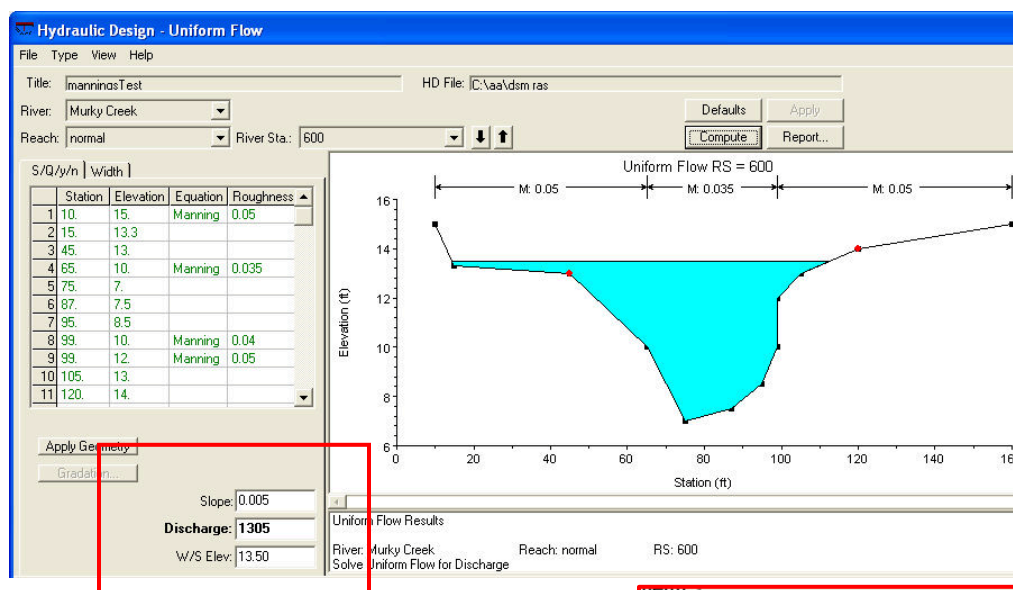 Hydraulic Design - Uniform Flow
File Type View Help
Title: manningsTest HD File: C:\aa\dsm ras
River: Murky Creek Defaults Apply
Reach: normal River Sta.: 600 Compute Report...
S/Q/y/n Width
Station Elevation Equation Roughness
1 10. 15. Manning 0.05
2 15. 13.3
3 45. 13.
4 65. 10. Manning 0.035
5 75. 7.
6 87. 7.5
7 95. 8.5
8 99. 10. Manning 0.04
9 99. 12. Manning 0.05
10 105. 13.
11 120. 14.
Apply Geometry
Gradation...
Slope: 0.005
Discharge: 1305
W/S Elev: 13.50
Uniform Flow RS = 600
M: 0.05 M: 0.035 M: 0.05
16
14
12
10
8
6
Elevation (ft)
0 20 40 60 80 100 120 140 16
Station (ft)
Uniform Flow Results
River: Murky Creek Reach: normal RS: 600
Solve Uniform Flow for Discharge